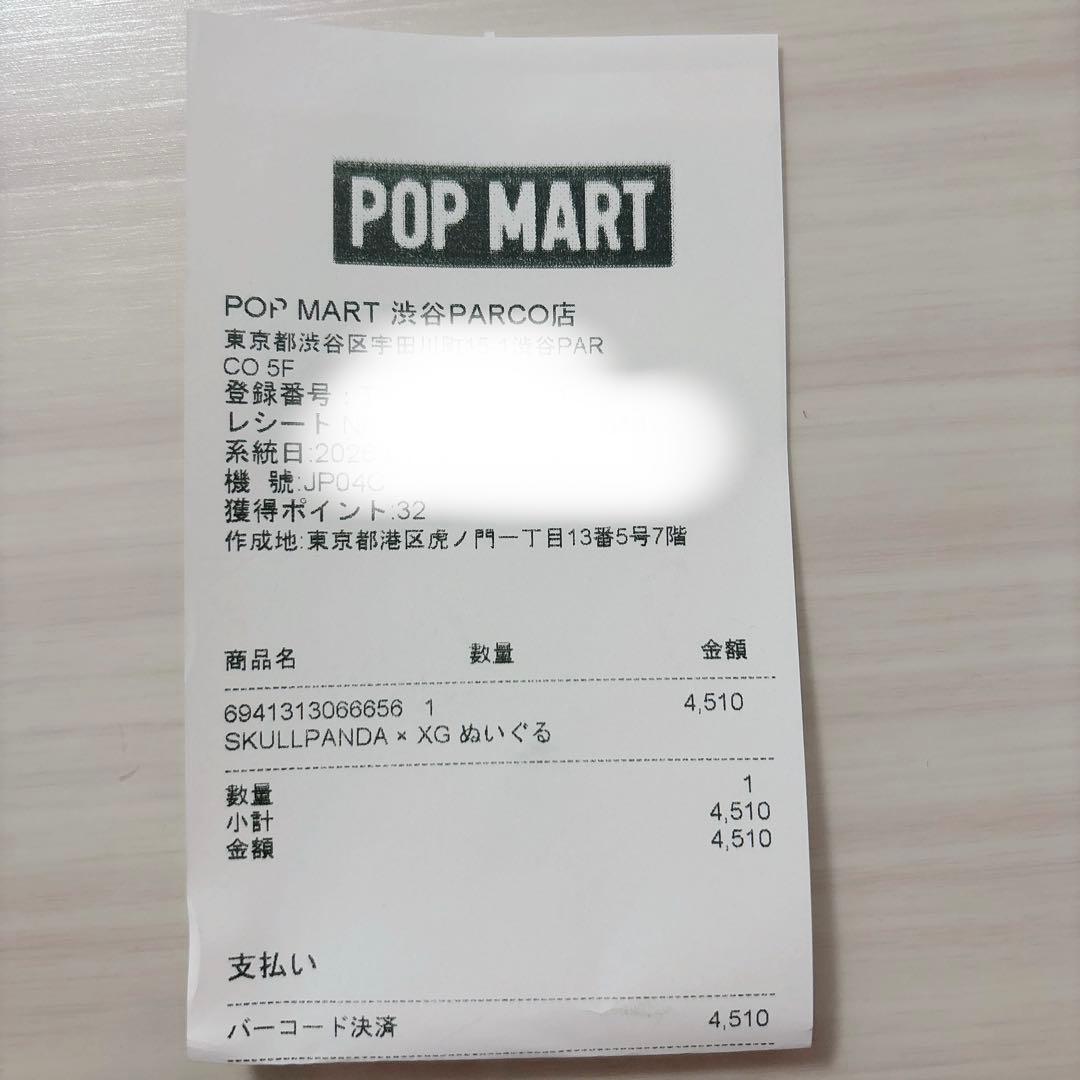 POP MART
POP MART 渋谷PARCO店
東京都渋谷区宇田川町15-1渋谷PAR
CO 5F
登録番号
レシート
系統日:2026
機 號:JP04
獲得ポイント:32
作成地:東京都港区虎ノ門一丁目13番5号7階
商品名 數量 金額
6941313066656 1 4,510
SKULLPANDA × XG ぬいぐる
數量 1
小計 4,510
金額 4,510
支払い
バーコード決済 4,510